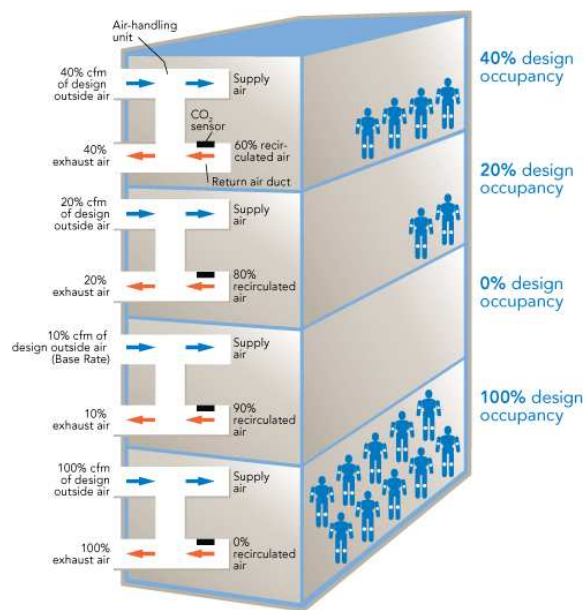 Air-handling
unit
40% cfm
of design
outside air
Supply
air
CO2
sensor
40%
exhaust air
60% recir-
culated air
Return air duct
40% design
occupancy
20% cfm
of design
outside air
Supply
air
20%
exhaust air
80%
recirculated
air
20% design
occupancy
10% cfm of
design outside air
(Base Rate)
Supply
air
10%
exhaust air
90%
recirculated
air
0% design
occupancy
100% cfm
of design
outside air
Supply
air
100%
exhaust air
0%
recirculated
air
100% design
occupancy